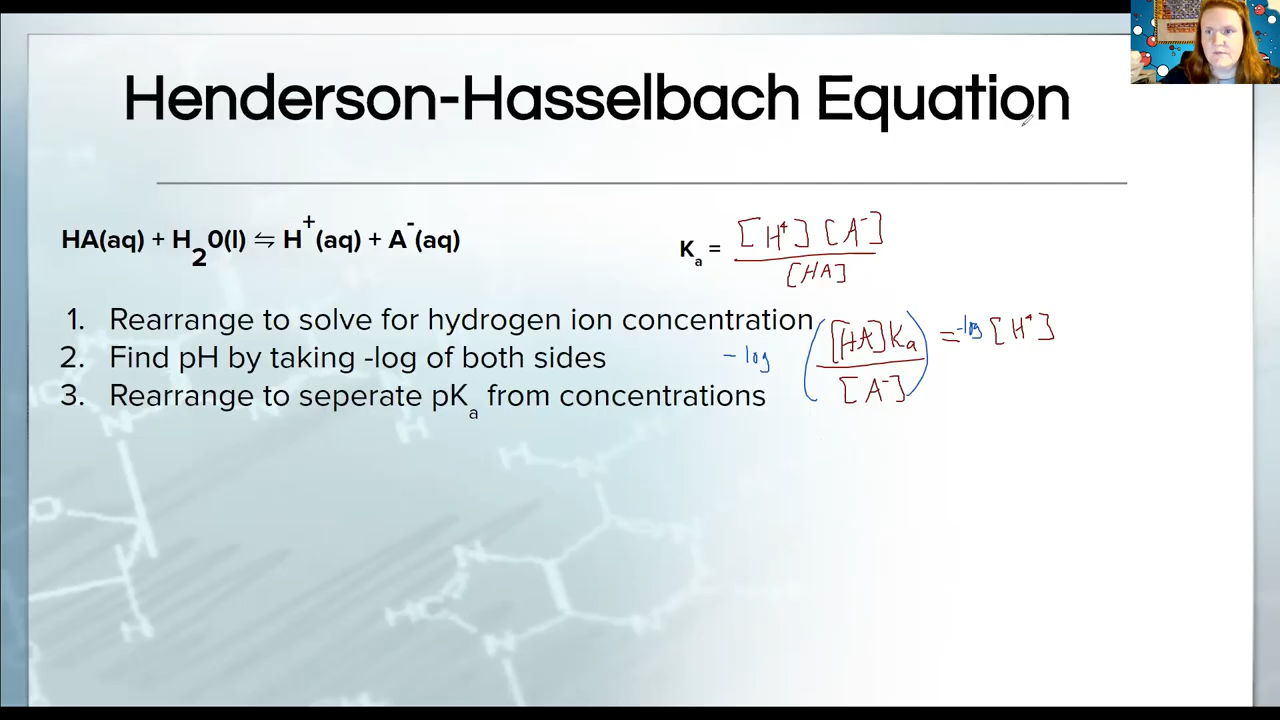 Henderson-Hasselbach Equation
HA(aq) + H₂0(l) ⇋ H⁺(aq) + A⁻(aq)
Kₐ = [H⁺] [A⁻] / [HA]
1. Rearrange to solve for hydrogen ion concentration
2. Find pH by taking -log of both sides
3. Rearrange to seperate pKₐ from concentrations
-log ([HA]Kₐ / [A⁻]) = -log [H⁺]